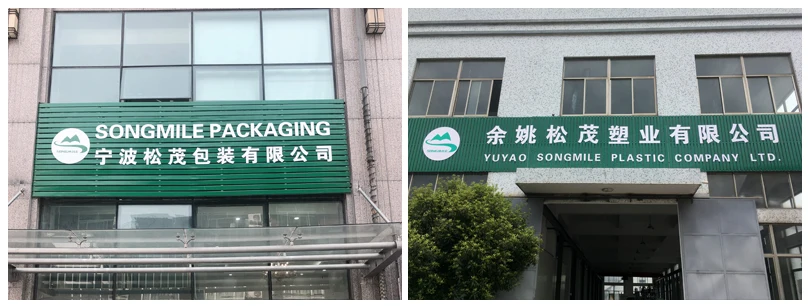 SONGMILE PACKAGING
宁波松茂包装有限公司
余姚松茂塑业有限公司
YUYAO SONGMILE PLASTIC COMPANY LTD.